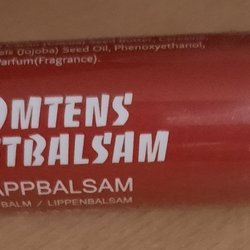 (Jojoba) Seed Oil, Phenoxyethanol,
Parfum(Fragrance).
OMTENS
TBALSAM
APPBALSAM
BALM / LIPPENBALSAM